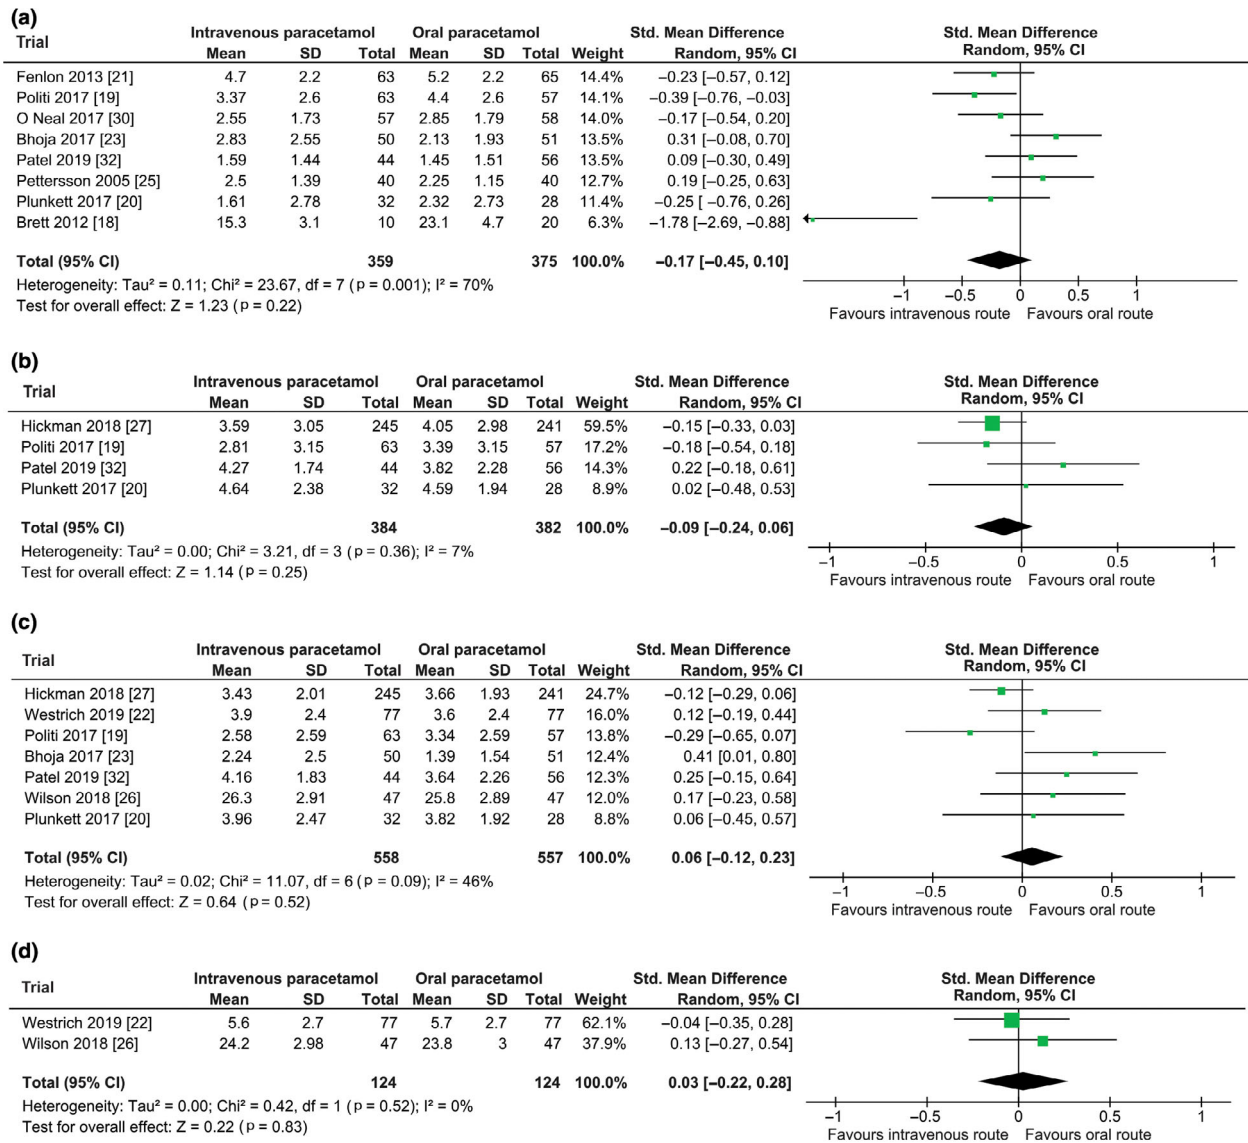 (a)
Trial Intravenous paracetamol Oral paracetamol Std. Mean Difference Std. Mean Difference
Mean SD Total Mean SD Total Weight Random, 95% CI Random, 95% CI
Fenlon 2013 [21] 4.7 2.2 63 5.2 2.2 65 14.4% −0.23 [−0.57, 0.12]
Politi 2017 [19] 3.37 2.6 63 4.4 2.6 57 14.1% −0.39 [−0.76, −0.03]
O Neal 2017 [30] 2.55 1.73 57 2.85 1.79 58 14.0% −0.17 [−0.54, 0.20]
Bhoja 2017 [23] 2.83 2.55 50 2.13 1.93 51 13.5% 0.31 [−0.08, 0.70]
Patel 2019 [32] 1.59 1.44 44 1.45 1.51 56 13.5% 0.09 [−0.30, 0.49]
Pettersson 2005 [25] 2.5 1.39 40 2.25 1.15 40 12.7% 0.19 [−0.25, 0.63]
Plunkett 2017 [20] 1.61 2.78 32 2.32 2.73 28 11.4% −0.25 [ −0.76, 0.26]
Brett 2012 [18] 15.3 3.1 10 23.1 4.7 20 6.3% −1.78 [−2.69, −0.88]
Total (95% CI) 359 375 100.0% −0.17 [−0.45, 0.10]
Heterogeneity: Tau² = 0.11; Chi² = 23.67, df = 7 (p = 0.001); I² = 70%
Test for overall effect: Z = 1.23 (p = 0.22)
−1 −0.5 0 0.5 1
Favours intravenous route Favours oral route
(b)
Trial Intravenous paracetamol Oral paracetamol Std. Mean Difference Std. Mean Difference
Mean SD Total Mean SD Total Weight Random, 95% CI Random, 95% CI
Hickman 2018 [27] 3.59 3.05 245 4.05 2.98 241 59.5% −0.15 [−0.33, 0.03]
Politi 2017 [19] 2.81 3.15 63 3.39 3.15 57 17.2% −0.18 [−0.54, 0.18]
Patel 2019 [32] 4.27 1.74 44 3.82 2.28 56 14.3% 0.22 [−0.18, 0.61]
Plunkett 2017 [20] 4.64 2.38 32 4.59 1.94 28 8.9% 0.02 [−0.48, 0.53]
Total (95% CI) 384 382 100.0% −0.09 [−0.24, 0.06]
Heterogeneity: Tau² = 0.00; Chi² = 3.21, df = 3 (p = 0.36); I² = 7%
Test for overall effect: Z = 1.14 (p = 0.25)
−1 −0.5 0 0.5 1
Favours intravenous route Favours oral route
(c)
Trial Intravenous paracetamol Oral paracetamol Std. Mean Difference Std. Mean Difference
Mean SD Total Mean SD Total Weight Random, 95% CI Random, 95% CI
Hickman 2018 [27] 3.43 2.01 245 3.66 1.93 241 24.7% −0.12 [−0.29, 0.06]
Westrich 2019 [22] 3.9 2.4 77 3.6 2.4 77 16.0% 0.12 [−0.19, 0.44]
Politi 2017 [19] 2.58 2.59 63 3.34 2.59 57 13.8% −0.29 [−0.65, 0.07]
Bhoja 2017 [23] 2.24 2.5 50 1.39 1.54 51 12.4% 0.41 [0.01, 0.80]
Patel 2019 [32] 4.16 1.83 44 3.64 2.26 56 12.3% 0.25 [−0.15, 0.64]
Wilson 2018 [26] 26.3 2.91 47 25.8 2.89 47 12.0% 0.17 [−0.23, 0.58]
Plunkett 2017 [20] 3.96 2.47 32 3.82 1.92 28 8.8% 0.06 [−0.45, 0.57]
Total (95% CI) 558 557 100.0% 0.06 [−0.12, 0.23]
Heterogeneity: Tau² = 0.02; Chi² = 11.07, df = 6 (p = 0.09); I² = 46%
Test for overall effect: Z = 0.64 (p = 0.52)
−1 −0.5 0 0.5 1
Favours intravenous route Favours oral route
(d)
Trial Intravenous paracetamol Oral paracetamol Std. Mean Difference Std. Mean Difference
Mean SD Total Mean SD Total Weight Random, 95% CI Random, 95% CI
Westrich 2019 [22] 5.6 2.7 77 5.7 2.7 77 62.1% −0.04 [−0.35, 0.28]
Wilson 2018 [26] 24.2 2.98 47 23.8 3 47 37.9% 0.13 [−0.27, 0.54]
Total (95% CI) 124 124 100.0% 0.03 [−0.22, 0.28]
Heterogeneity: Tau² = 0.00; Chi² = 0.42, df = 1 (p = 0.52); I² = 0%
Test for overall effect: Z = 0.22 (p = 0.83)
−1 −0.5 0 0.5 1
Favours intravenous route Favours oral route